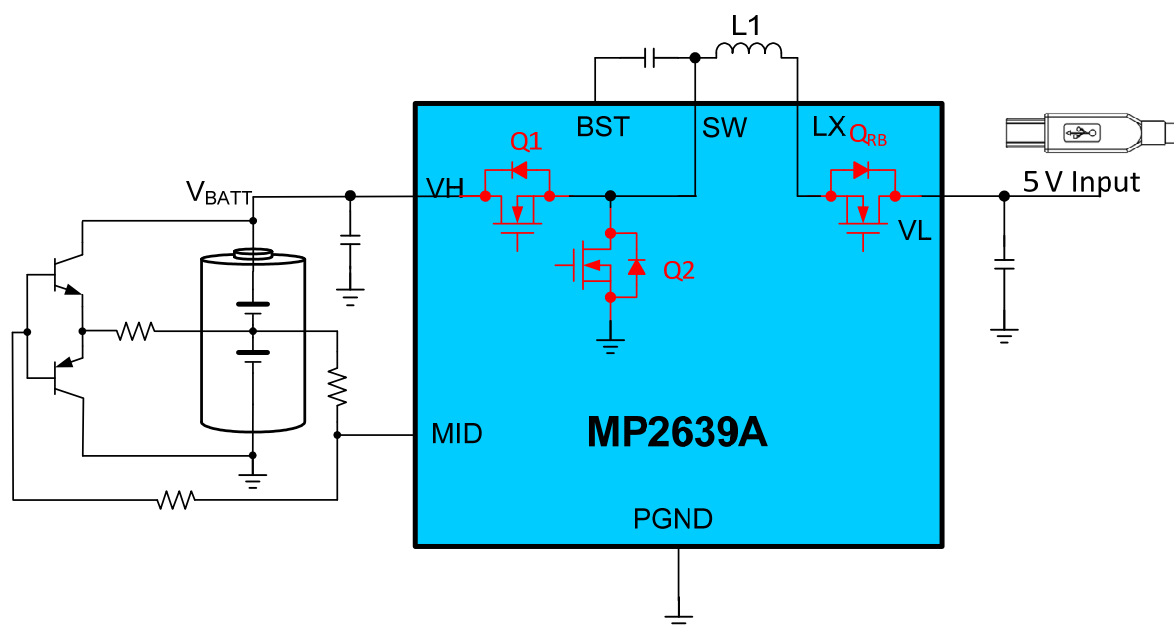 L1
BST
SW
LX
Q1
QRB
VBATT
VH
5 V Input
VL
Q2
MID
MP2639A
PGND